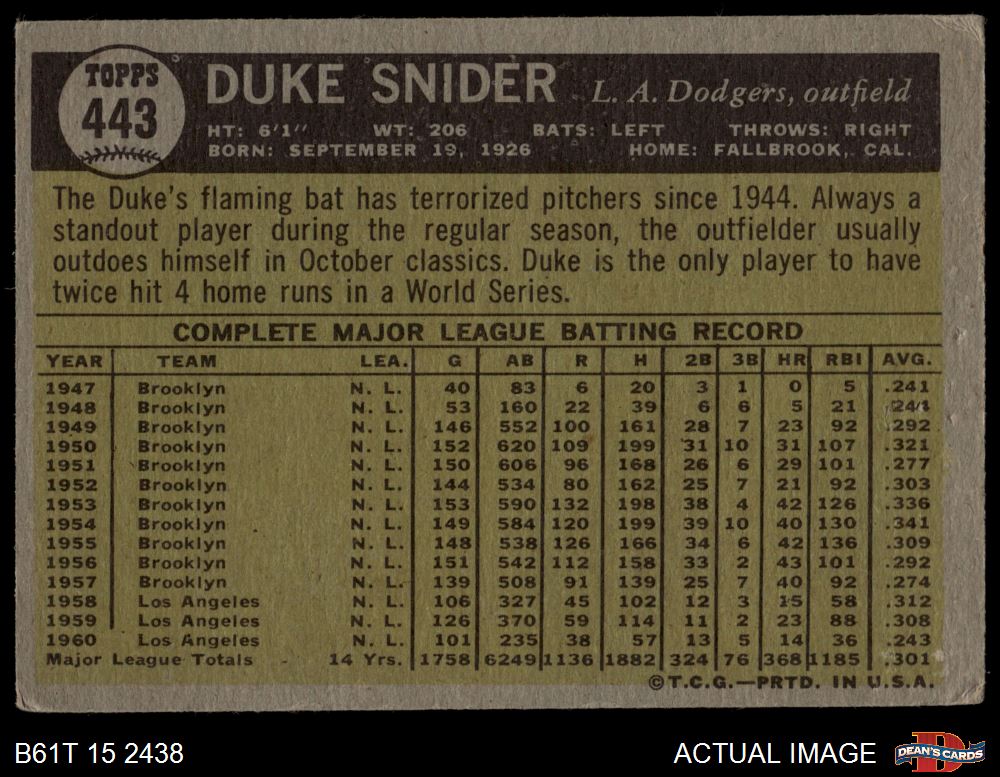 TOPPS
443
DUKE SNIDER L. A. Dodgers, outfield
HT: 6'1" WT: 206 BATS: LEFT THROWS: RIGHT
BORN: SEPTEMBER 19, 1926 HOME: FALLBROOK, CAL.
The Duke's flaming bat has terrorized pitchers since 1944. Always a
standout player during the regular season, the outfielder usually
outdoes himself in October classics. Duke is the only player to have
twice hit 4 home runs in a World Series.
COMPLETE MAJOR LEAGUE BATTING RECORD
YEAR TEAM LEA. G AB R H 2B 3B HR RBI AVG.
1947 Brooklyn N. L. 40 83 6 20 3 1 0 5 .241
1948 Brooklyn N. L. 53 160 22 39 6 6 5 21 .244
1949 Brooklyn N. L. 146 552 100 161 28 7 23 92 .292
1950 Brooklyn N. L. 152 620 109 199 31 10 31 107 .321
1951 Brooklyn N. L. 150 606 96 168 26 6 29 101 .277
1952 Brooklyn N. L. 144 534 80 162 25 7 21 92 .303
1953 Brooklyn N. L. 153 590 132 198 38 4 42 126 .336
1954 Brooklyn N. L. 149 584 120 199 39 10 40 130 .341
1955 Brooklyn N. L. 148 538 126 166 34 6 42 136 .309
1956 Brooklyn N. L. 151 542 112 158 33 2 43 101 .292
1957 Brooklyn N. L. 139 508 91 139 25 7 40 92 .274
1958 Los Angeles N. L. 106 327 45 102 12 3 15 58 .312
1959 Los Angeles N. L. 126 370 59 114 11 2 23 88 .308
1960 Los Angeles N. L. 101 235 38 57 13 5 14 36 .243
Major League Totals 14 Yrs. 1758 6249 1136 1882 324 76 368 1185 .301
©T.C.G.—PRTD. IN U.S.A.
B61T 15 2438 ACTUAL IMAGE DEAN'S CARDS